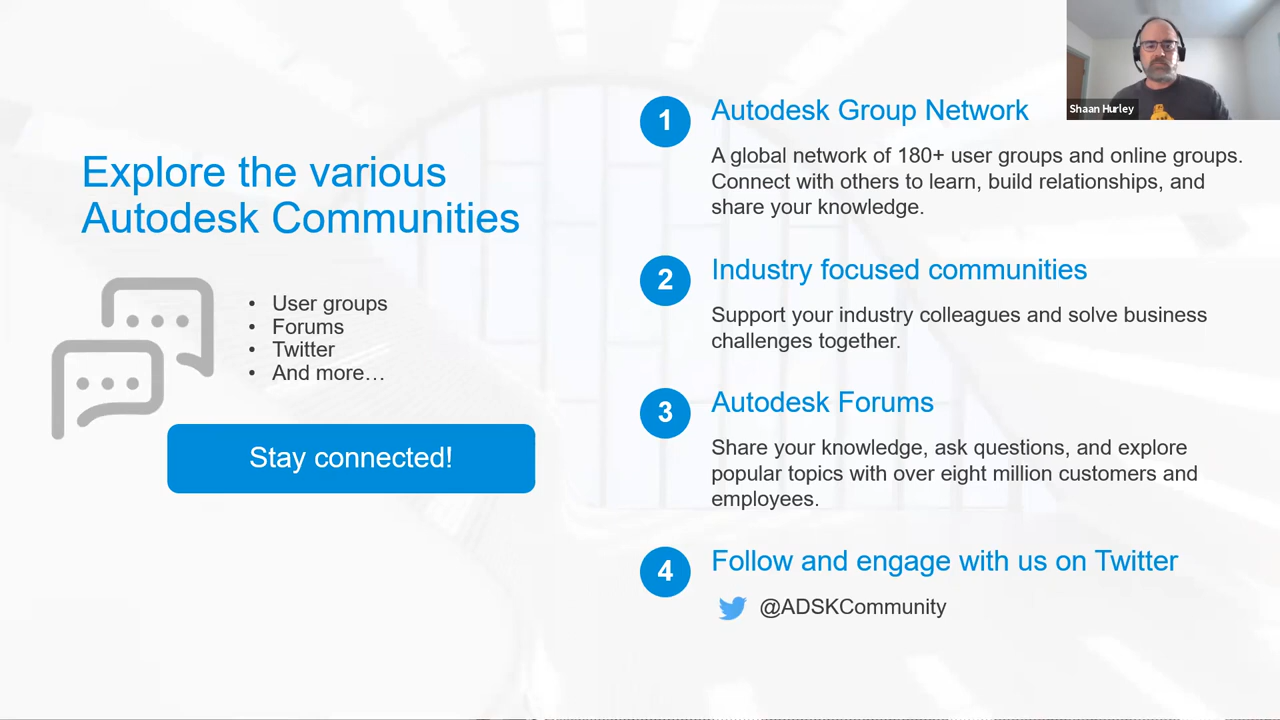 Explore the various
Autodesk Communities
• User groups
• Forums
• Twitter
• And more…
Stay connected!
1
Autodesk Group Network
A global network of 180+ user groups and online groups.
Connect with others to learn, build relationships, and
share your knowledge.
2
Industry focused communities
Support your industry colleagues and solve business
challenges together.
3
Autodesk Forums
Share your knowledge, ask questions, and explore
popular topics with over eight million customers and
employees.
4
Follow and engage with us on Twitter
@ADSKCommunity
Shaan Hurley